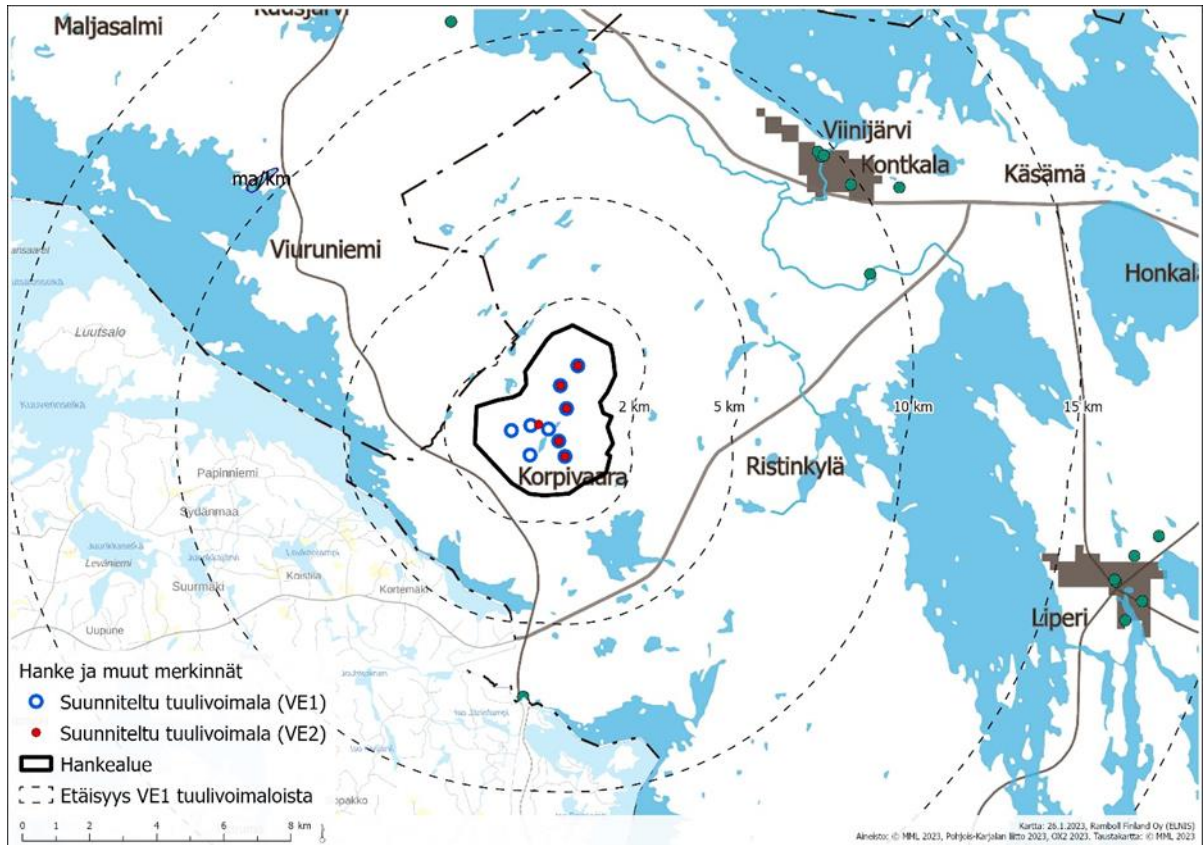 Maljasalmi
Viinijärvi
Kontkala
Käsämä
ma/km
Viuruniemi
Honkal
Luutsalo
2 km
5 km
10 km
15 km
Papinniemi
Korpivaara
Ristinkylä
Sydänmaa
Leväniemi
Koistila
Suurmäki
Kortemäki
Liperi
Uupune
Hanke ja muut merkinnät
Suunniteltu tuulivoimala (VE1)
Suunniteltu tuulivoimala (VE2)
Hankealue
Etäisyys VE1 tuulivoimaloista
opakko
0 1 2 4 6 8 km
Kartta: 26.1.2023, Ramboll Finland Oy (ELNIS)
Aineisto: © MML 2023, Pohjois-Karjalan liitto 2023, OX2 2023. Taustakartta: © MML 2023